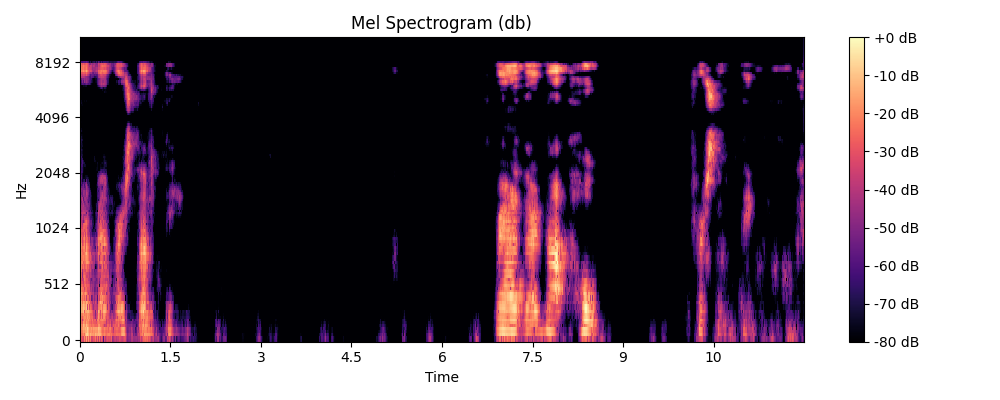 Mel Spectrogram (db)
8192
4096
2048
1024
512
0
Hz
0 1.5 3 4.5 6 7.5 9 10
Time
+0 dB
-10 dB
-20 dB
-30 dB
-40 dB
-50 dB
-60 dB
-70 dB
-80 dB